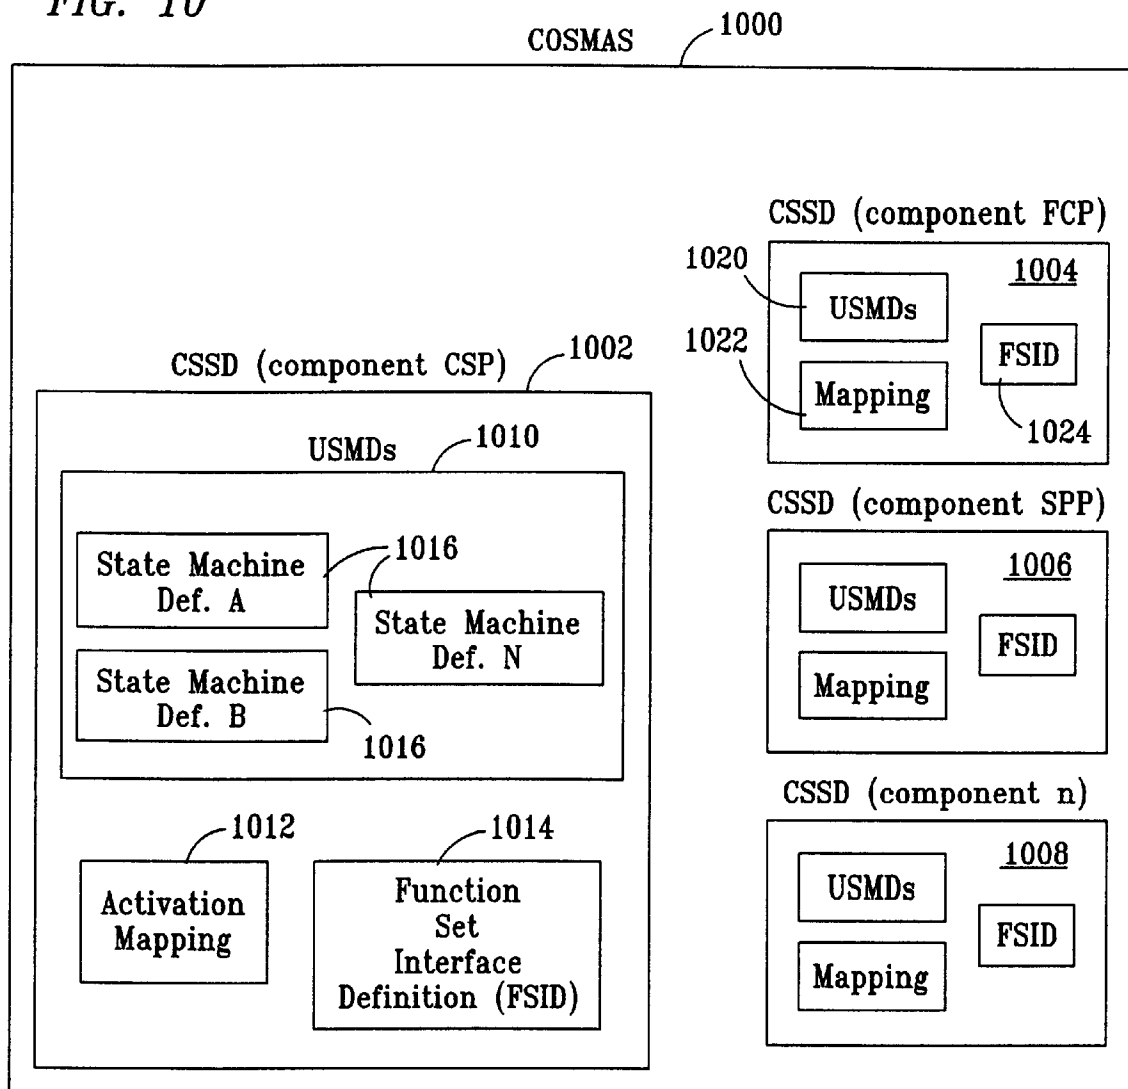 FIG. 10
COSMAS
1000
CSSD (component FCP)
1020
1004
USMDs
1022
FSID
Mapping
1024
CSSD (component CSP)
1002
USMDs
1010
State Machine
Def. A
1016
State Machine
Def. N
State Machine
Def. B
1016
1012
Activation
Mapping
1014
Function
Set
Interface
Definition (FSID)
CSSD (component SPP)
1006
USMDs
FSID
Mapping
CSSD (component n)
1008
USMDs
FSID
Mapping